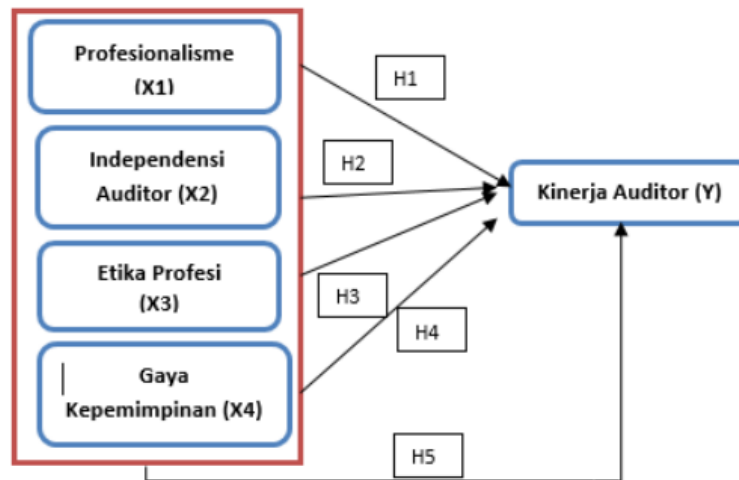 Profesionalisme
(X1)
H1
Independensi
Auditor (X2)
H2
Kinerja Auditor (Y)
Etika Profesi
(X3)
H3
H4
Gaya
Kepemimpinan (X4)
H5